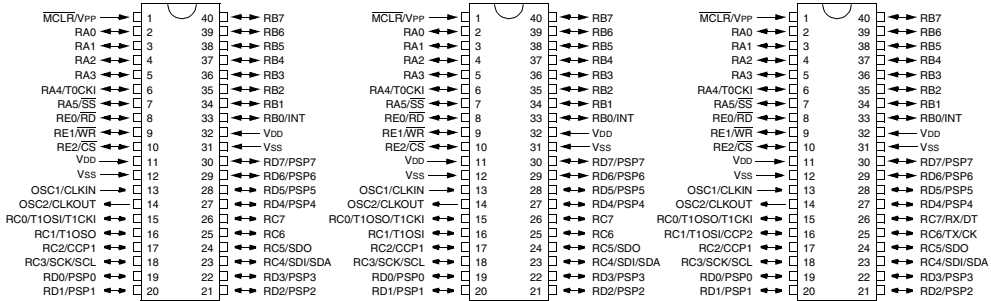 MCLR/VPP 1 40 RB7 MCLR/VPP 1 40 RB7 MCLR/VPP 1 40 RB7
RA0 2 39 RB6 RA0 2 39 RB6 RA0 2 39 RB6
RA1 3 38 RB5 RA1 3 38 RB5 RA1 3 38 RB5
RA2 4 37 RB4 RA2 4 37 RB4 RA2 4 37 RB4
RA3 5 36 RB3 RA3 5 36 RB3 RA3 5 36 RB3
RA4/T0CKI 6 35 RB2 RA4/T0CKI 6 35 RB2 RA4/T0CKI 6 35 RB2
RA5/SS 7 34 RB1 RA5/SS 7 34 RB1 RA5/SS 7 34 RB1
RE0/RD 8 33 RB0/INT RE0/RD 8 33 RB0/INT RE0/RD 8 33 RB0/INT
RE1/WR 9 32 VDD RE1/WR 9 32 VDD RE1/WR 9 32 VDD
RE2/CS 10 31 VSS RE2/CS 10 31 VSS RE2/CS 10 31 VSS
VDD 11 30 RD7/PSP7 VDD 11 30 RD7/PSP7 VDD 11 30 RD7/PSP7
VSS 12 29 RD6/PSP6 VSS 12 29 RD6/PSP6 VSS 12 29 RD6/PSP6
OSC1/CLKIN 13 28 RD5/PSP5 OSC1/CLKIN 13 28 RD5/PSP5 OSC1/CLKIN 13 28 RD5/PSP5
OSC2/CLKOUT 14 27 RD4/PSP4 OSC2/CLKOUT 14 27 RD4/PSP4 OSC2/CLKOUT 14 27 RD4/PSP4
RC0/T1OSI/T1CKI 15 26 RC7 RC0/T1OSO/T1CKI 15 26 RC7 RC0/T1OSO/T1CKI 15 26 RC7/RX/DT
RC1/T1OSO 16 25 RC6 RC1/T1OSI 16 25 RC6 RC1/T1OSI/CCP2 16 25 RC6/TX/CK
RC2/CCP1 17 24 RC5/SDO RC2/CCP1 17 24 RC5/SDO RC2/CCP1 17 24 RC5/SDO
RC3/SCK/SCL 18 23 RC4/SDI/SDA RC3/SCK/SCL 18 23 RC4/SDI/SDA RC3/SCK/SCL 18 23 RC4/SDI/SDA
RD0/PSP0 19 22 RD3/PSP3 RD0/PSP0 19 22 RD3/PSP3 RD0/PSP0 19 22 RD3/PSP3
RD1/PSP1 20 21 RD2/PSP2 RD1/PSP1 20 21 RD2/PSP2 RD1/PSP1 20 21 RD2/PSP2